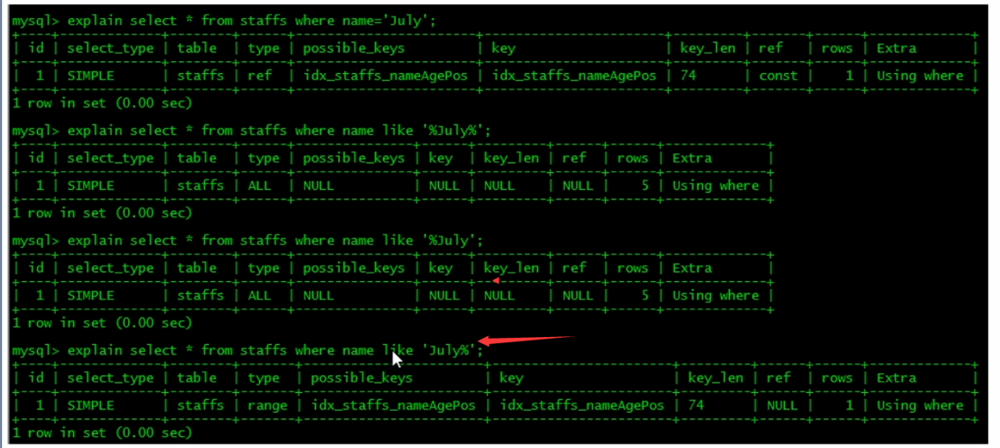 mysql> explain select * from staffs where name='July';
| id | select_type | table | type | possible_keys | key | key_len | ref | rows | Extra |
| 1 | SIMPLE | staffs | ref | idx_staffs_nameAgePos | idx_staffs_nameAgePos | 74 | const | 1 | Using where |
1 row in set (0.00 sec)
mysql> explain select * from staffs where name like '%July%';
| id | select_type | table | type | possible_keys | key | key_len | ref | rows | Extra |
| 1 | SIMPLE | staffs | ALL | NULL | NULL | NULL | NULL | 5 | Using where |
1 row in set (0.00 sec)
mysql> explain select * from staffs where name like '%July';
| id | select_type | table | type | possible_keys | key | key_len | ref | rows | Extra |
| 1 | SIMPLE | staffs | ALL | NULL | NULL | NULL | NULL | 5 | Using where |
1 row in set (0.00 sec)
mysql> explain select * from staffs where name like 'July%';
| id | select_type | table | type | possible_keys | key | key_len | ref | rows | Extra |
| 1 | SIMPLE | staffs | range | idx_staffs_nameAgePos | idx_staffs_nameAgePos | 74 | NULL | 1 | Using where |
1 row in set (0.00 sec)